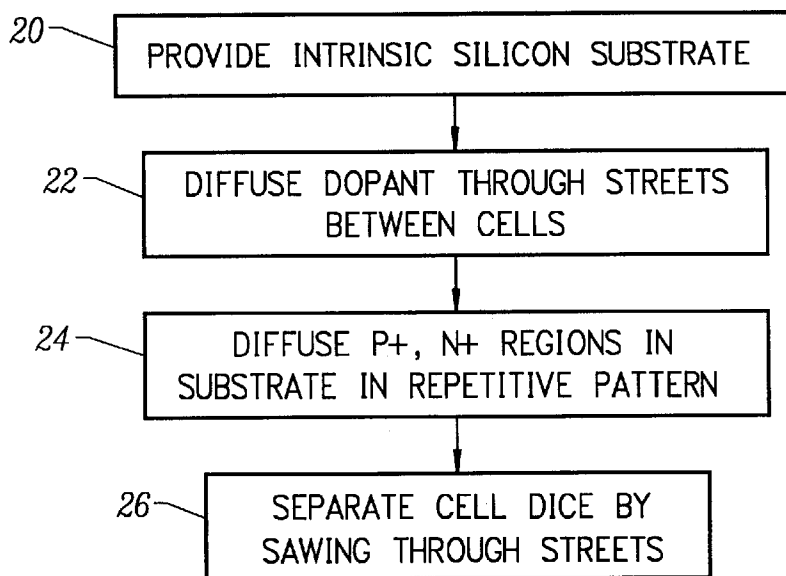 20
PROVIDE INTRINSIC SILICON SUBSTRATE
22
DIFFUSE DOPANT THROUGH STREETS
BETWEEN CELLS
24
DIFFUSE P+, N+ REGIONS IN
SUBSTRATE IN REPETITIVE PATTERN
26
SEPARATE CELL DICE BY
SAWING THROUGH STREETS